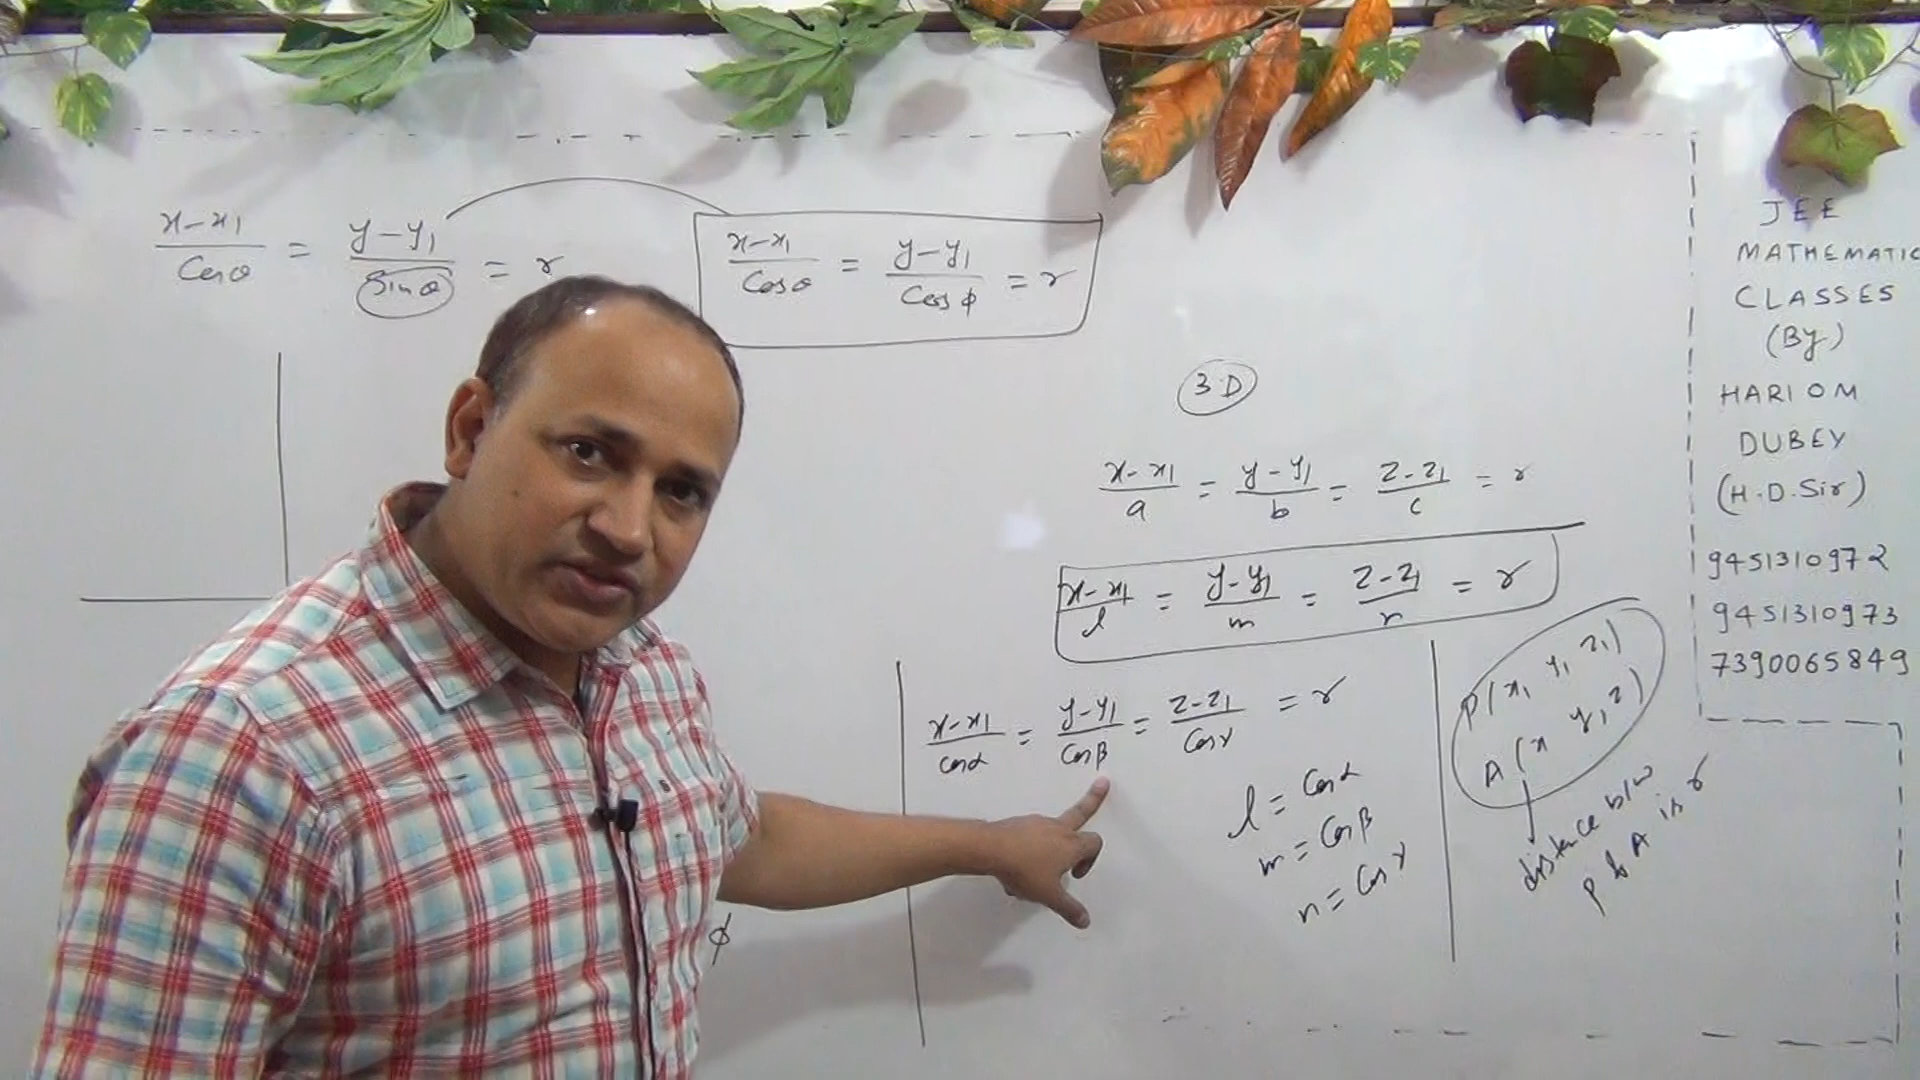 (x-x₁)/Cosθ = (y-y₁)/Sinθ = r
(x-x₁)/Cosθ = (y-y₁)/Cosφ = r
3D
(x-x₁)/a = (y-y₁)/b = (z-z₁)/c = r
(x-x₁)/l = (y-y₁)/m = (z-z₁)/n = r
(x-x₁)/cosα = (y-y₁)/cosβ = (z-z₁)/cosγ = r
l = Cosα
m = Cosβ
n = Cosγ
P(x₁ y₁ z₁)
A(x y, z)
distance b/w
P & A is r
φ
JEE
MATHEMATIC
CLASSES
(By)
HARIOM
DUBEY
(H.D.Sir)
9451310972
9451310973
7390065849